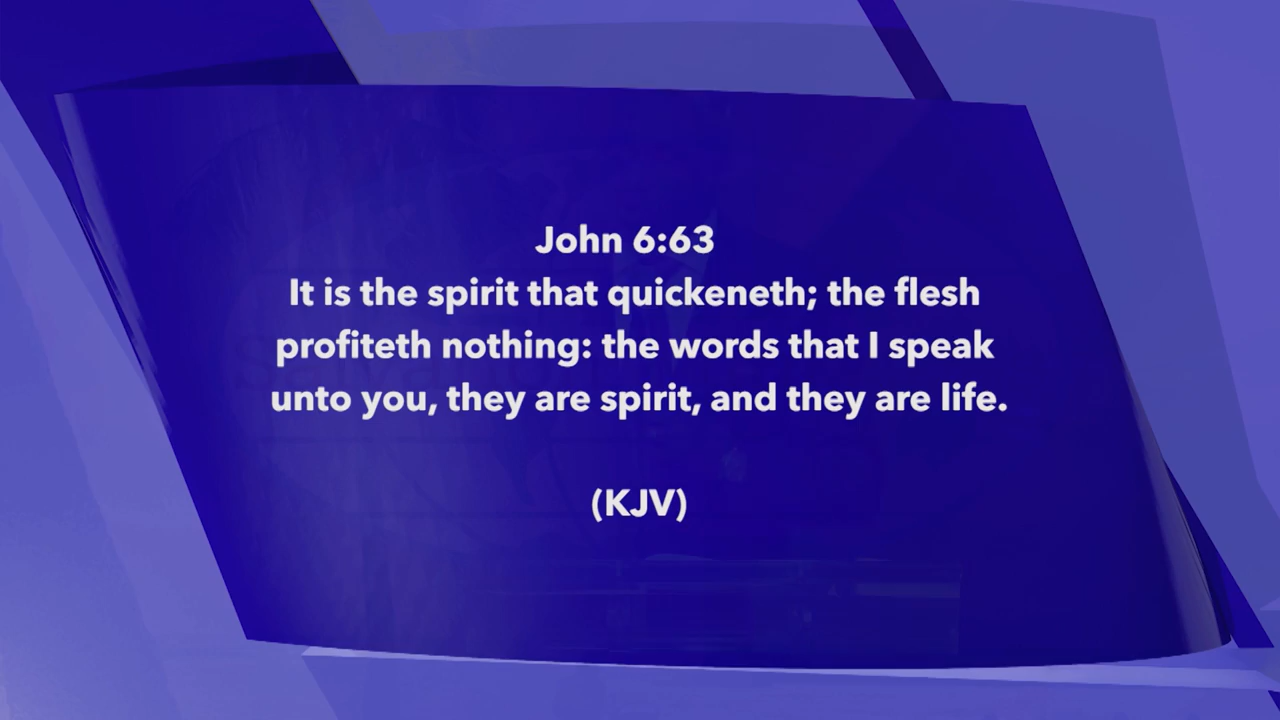 John 6:63
It is the spirit that quickeneth; the flesh
profiteth nothing: the words that I speak
unto you, they are spirit, and they are life.
(KJV)